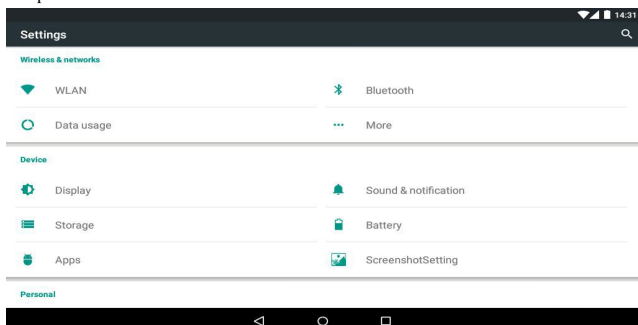 14:31
Settings
Wireless & networks
WLAN
Bluetooth
Data usage
More
Device
Display
Sound & notification
Storage
Battery
Apps
ScreenshotSetting
Personal